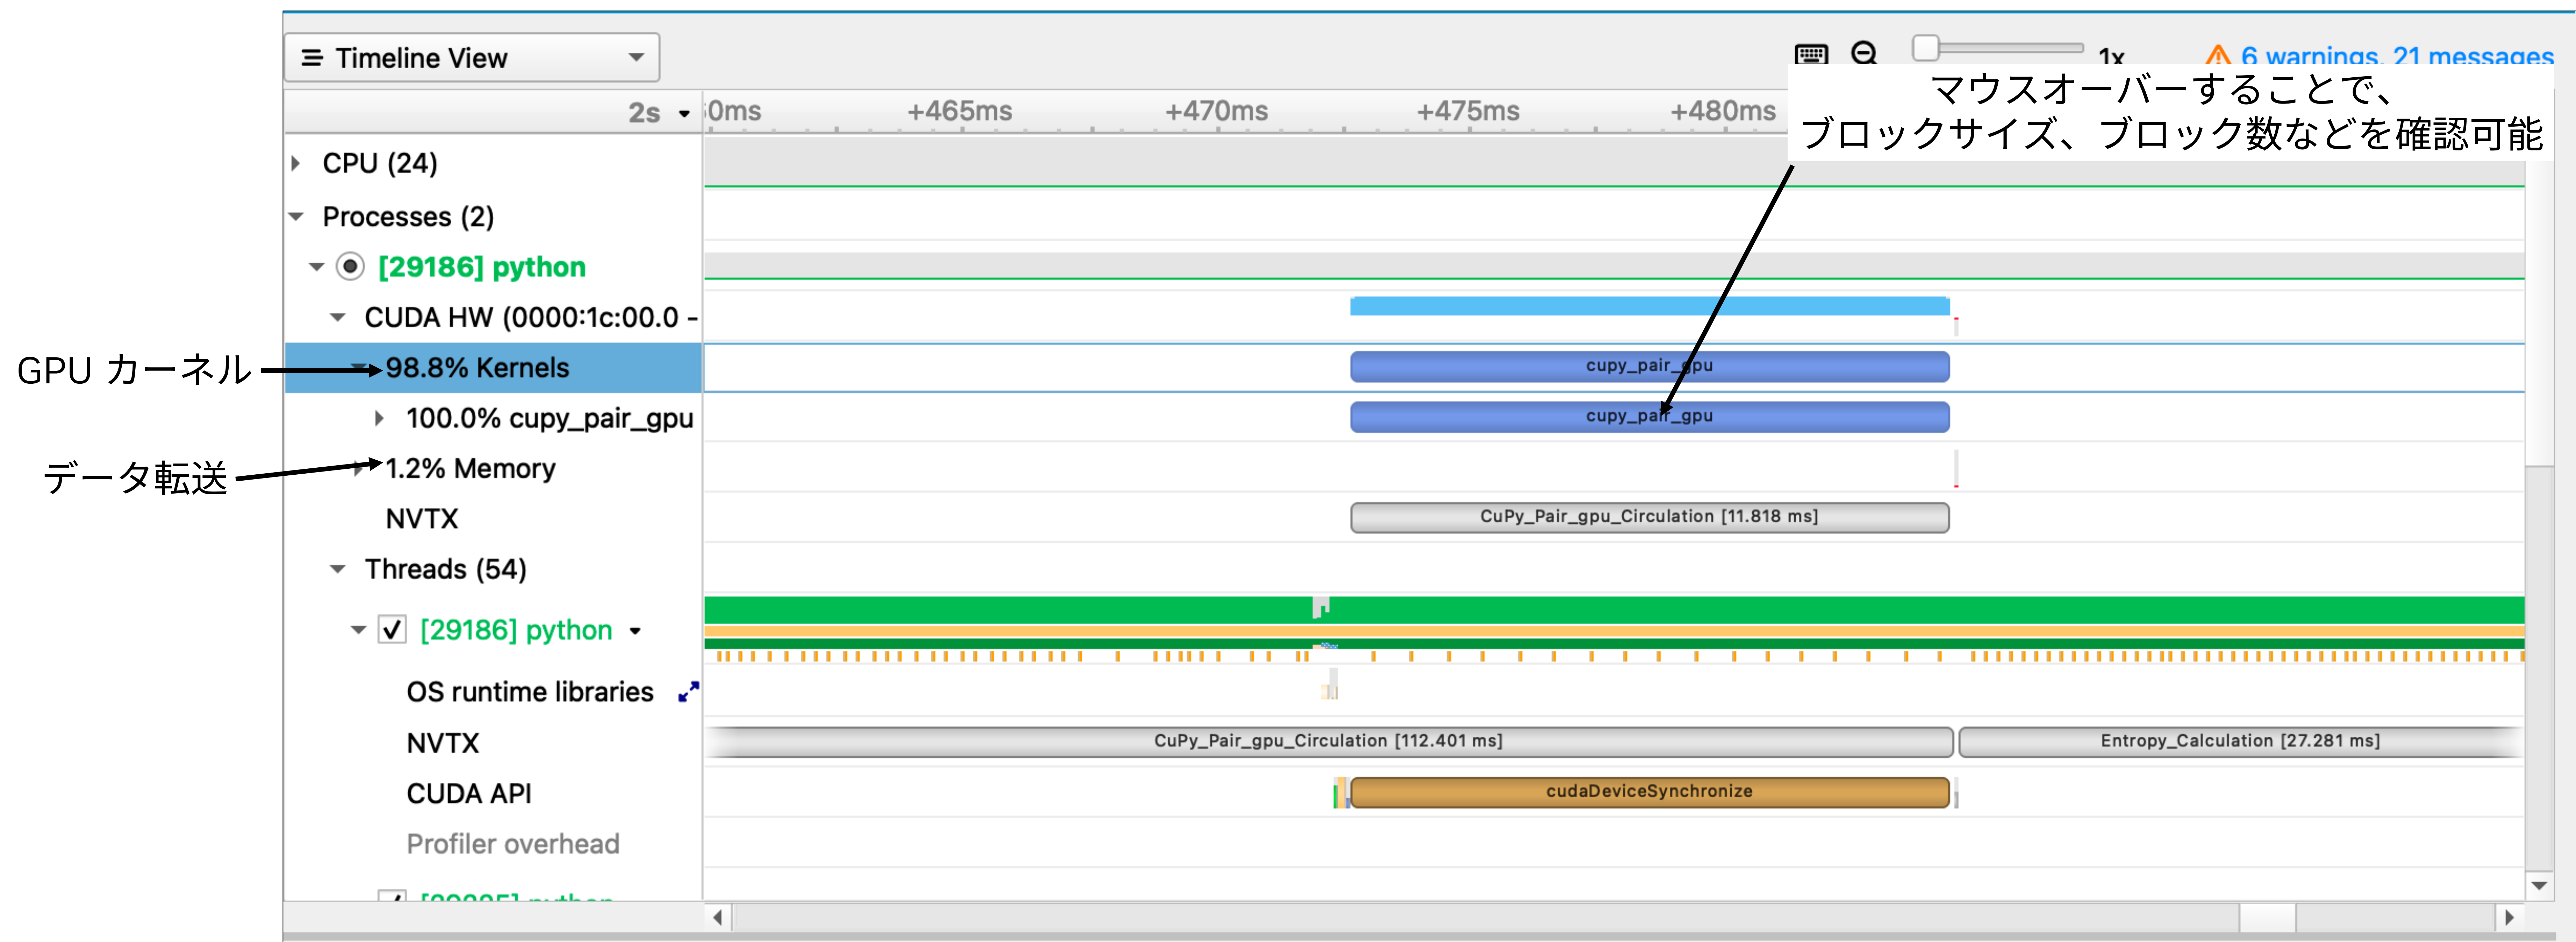 Timeline View
1x
6 warnings, 21 messages
マウスオーバーすることで、
ブロックサイズ、ブロック数などを確認可能
2s
0ms +465ms +470ms +475ms +480ms
CPU (24)
Processes (2)
[29186] python
CUDA HW (0000:1c:00.0 -
GPU カーネル
98.8% Kernels
cupy_pair_gpu
100.0% cupy_pair_gpu
cupy_pair_gpu
データ転送
1.2% Memory
NVTX
CuPy_Pair_gpu_Circulation [11.818 ms]
Threads (54)
[29186] python
OS runtime libraries
NVTX
CuPy_Pair_gpu_Circulation [112.401 ms]
Entropy_Calculation [27.281 ms]
CUDA API
cudaDeviceSynchronize
Profiler overhead